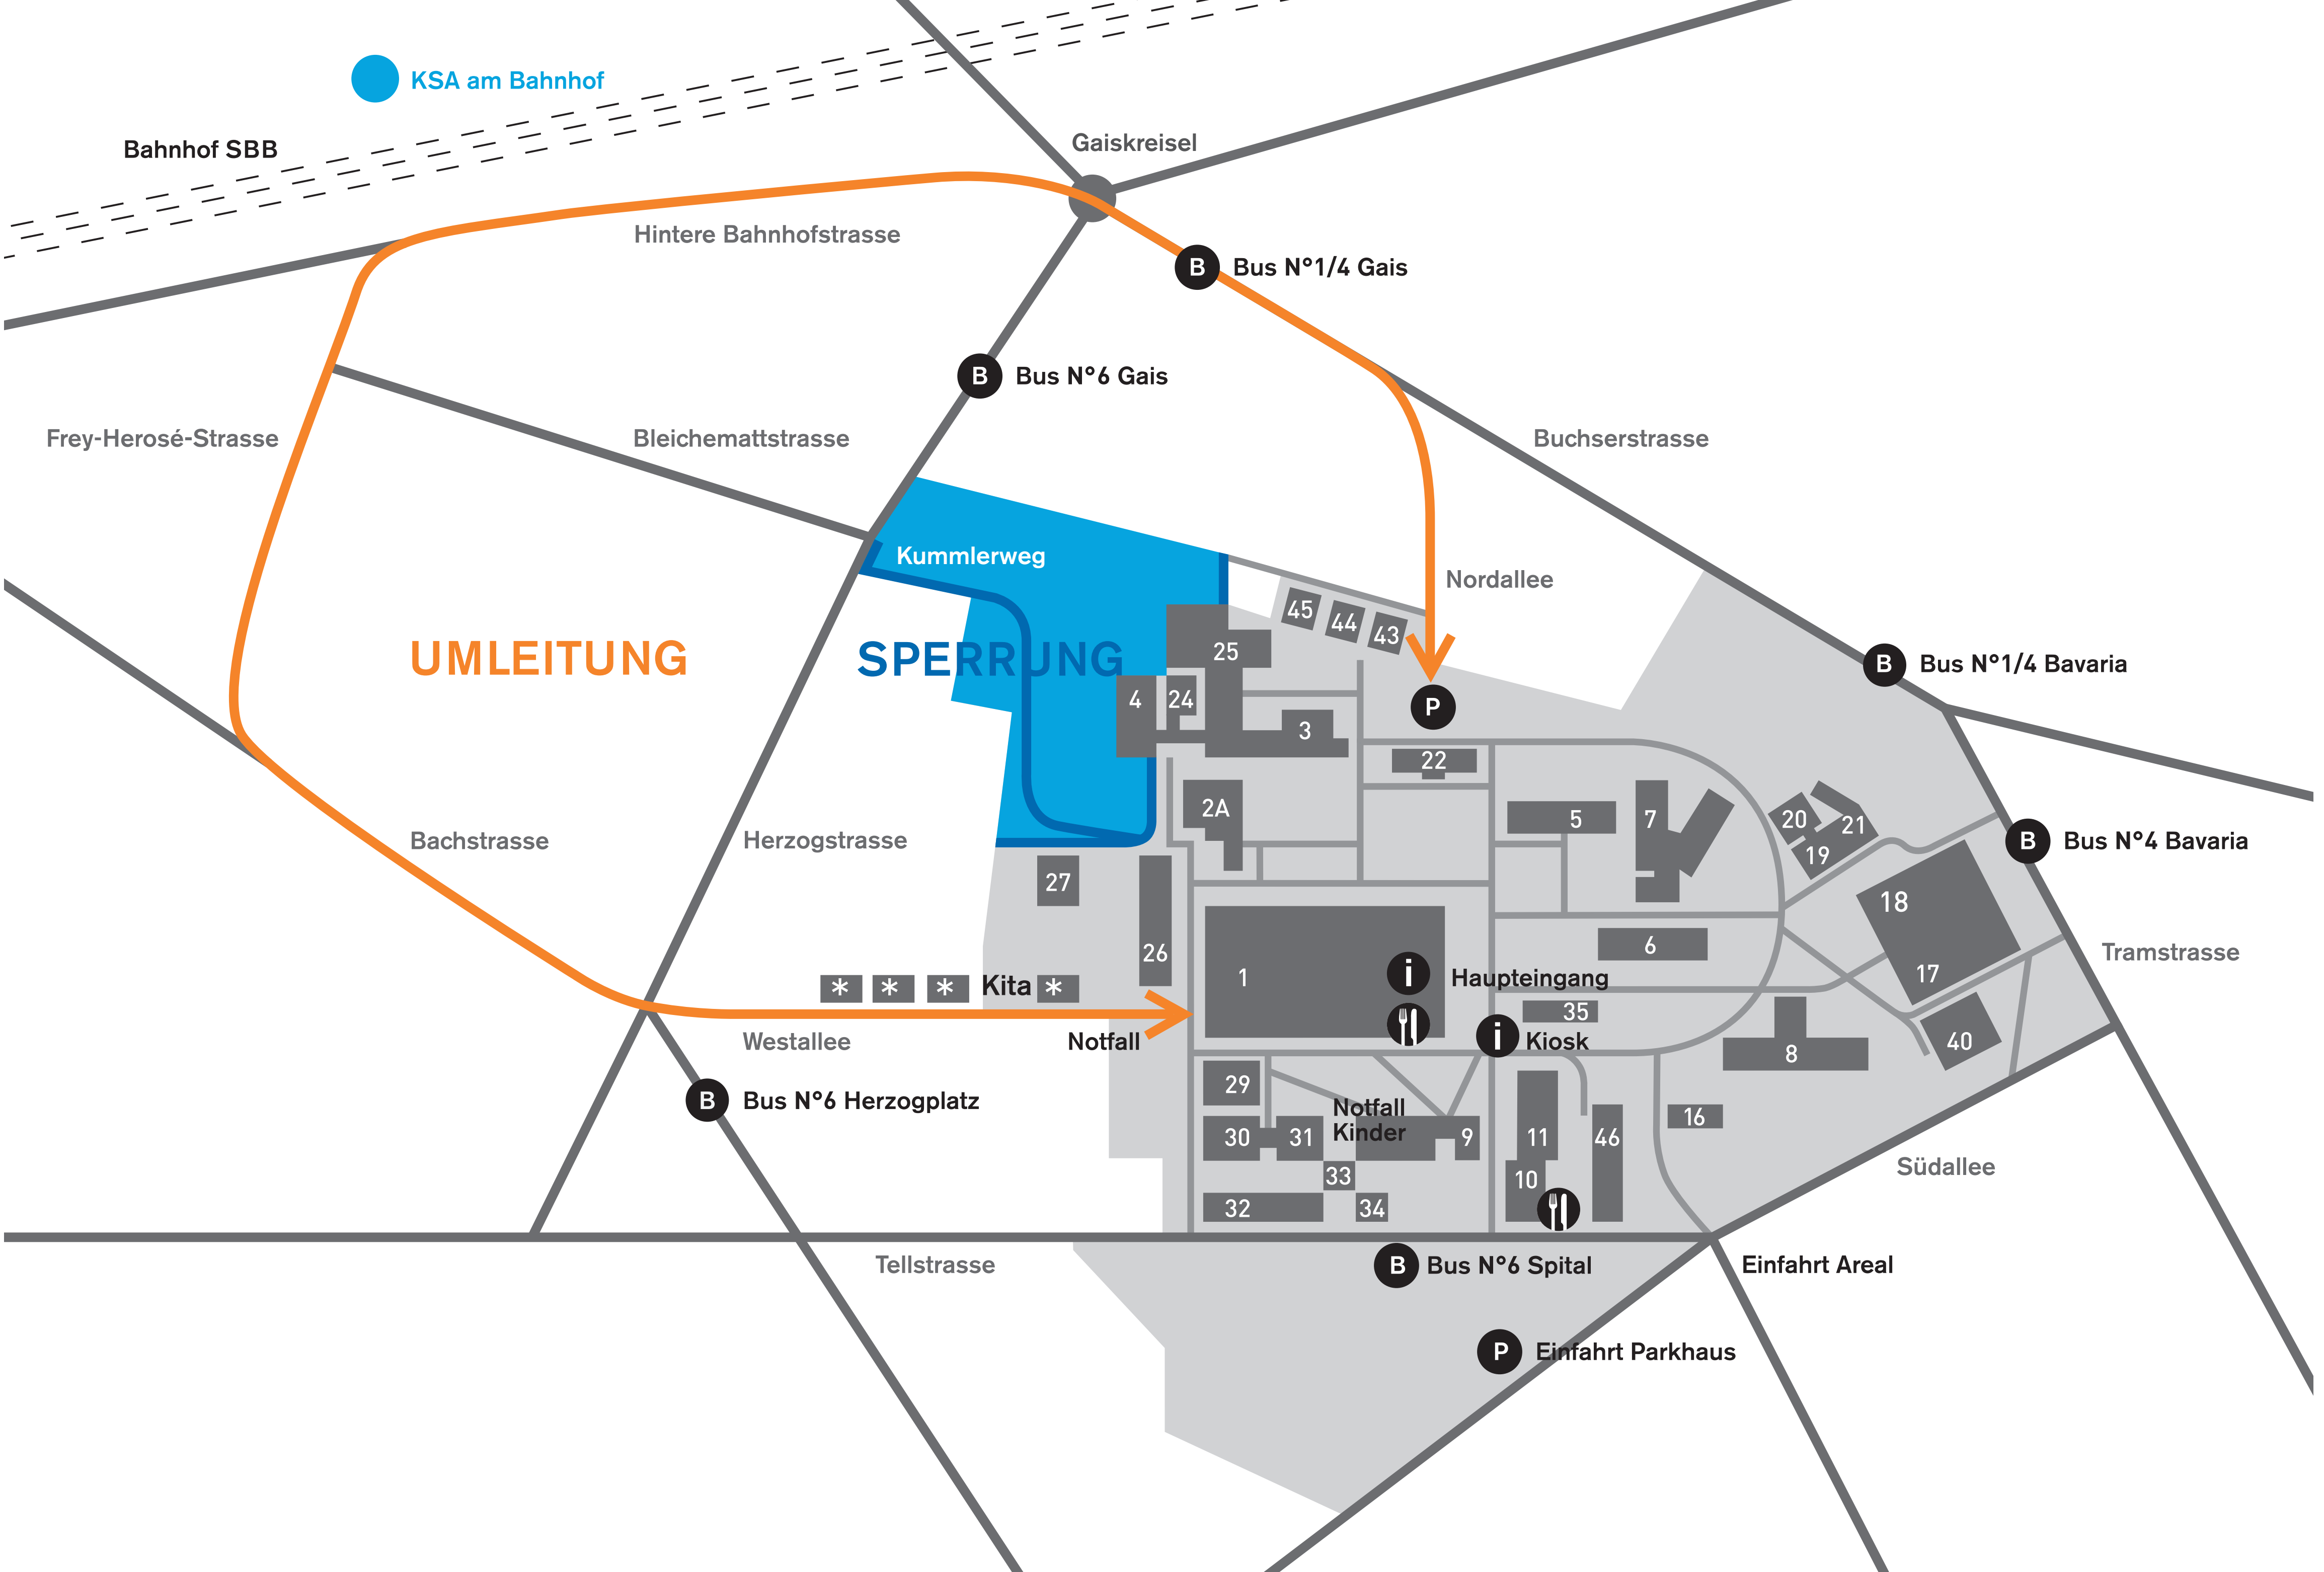 KSA am Bahnhof
Bahnhof SBB
Gaiskreisel
Hintere Bahnhofstrasse
B Bus N°1/4 Gais
B Bus N°6 Gais
Frey-Herosé-Strasse
Bleichemattstrasse
Buchserstrasse
Kummlerweg
Nordallee
45
44
43
UMLEITUNG
SPERRUNG
25
B Bus N°1/4 Bavaria
4
24
P
3
22
2A
5
7
20
21
19
Bachstrasse
Herzogstrasse
B Bus N°4 Bavaria
27
18
26
6
Tramstrasse
* * * Kita *
1
i Haupteingang
17
35
Westallee
Notfall
i Kiosk
40
8
29
B Bus N°6 Herzogplatz
Notfall
Kinder
30
31
9
11
46
16
33
10
Südallee
32
34
Tellstrasse
B Bus N°6 Spital
Einfahrt Areal
P Einfahrt Parkhaus